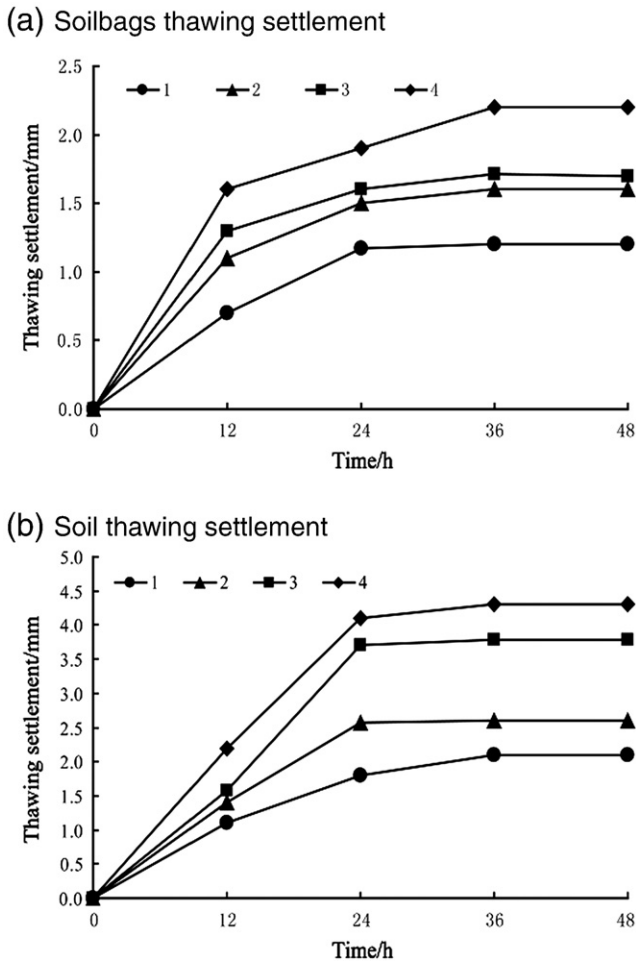 (a) Soilbags thawing settlement
2.5
2.0
1.5
1.0
0.5
0.0
Thawing settlement/mm
1 2 3 4
0 12 24 36 48
Time/h
(b) Soil thawing settlement
5.0
4.5
4.0
3.5
3.0
2.5
2.0
1.5
1.0
0.5
0.0
Thawing settlement/mm
1 2 3 4
0 12 24 36 48
Time/h